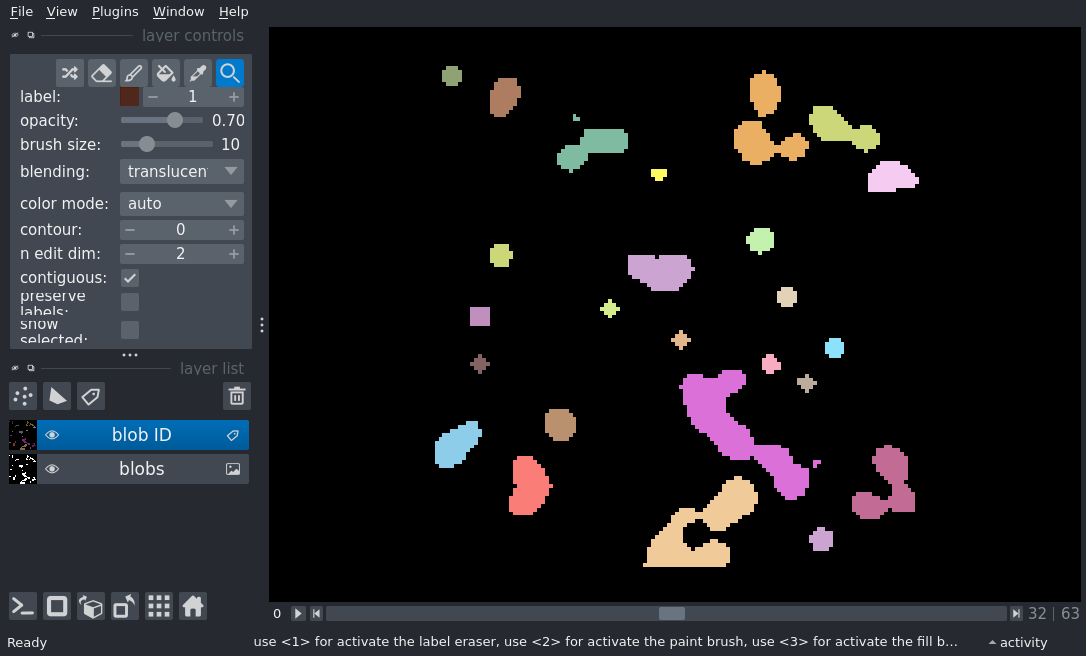 File View Plugins Window Help
layer controls
label: 1
opacity: 0.70
brush size: 10
blending: translucen
color mode: auto
contour: 0
n edit dim: 2
contiguous:
preserve
labels:
show
selected:
layer list
blob ID
blobs
0 32 | 63
Ready use <1> for activate the label eraser, use <2> for activate the paint brush, use <3> for activate the fill b... activity